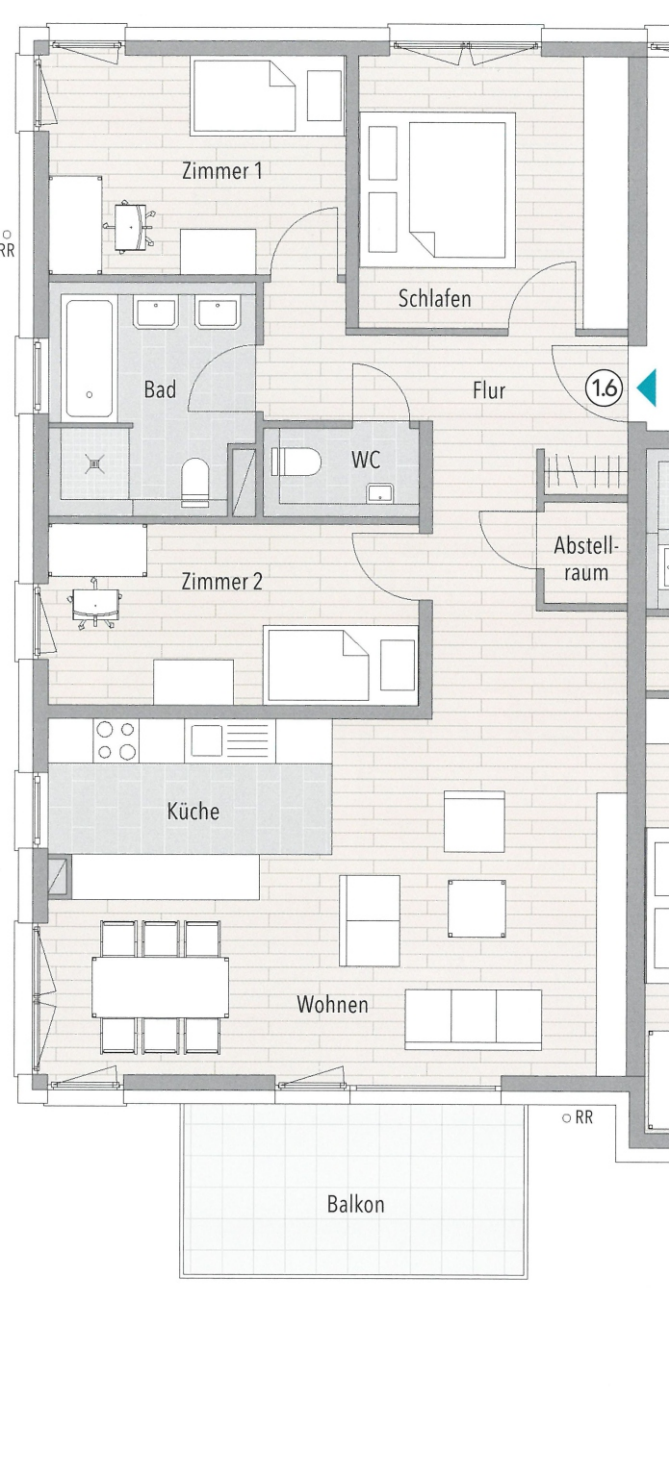 Zimmer 1
RR
Schlafen
Bad
Flur
1.6
WC
Abstell-
raum
Zimmer 2
Küche
Wohnen
RR
Balkon